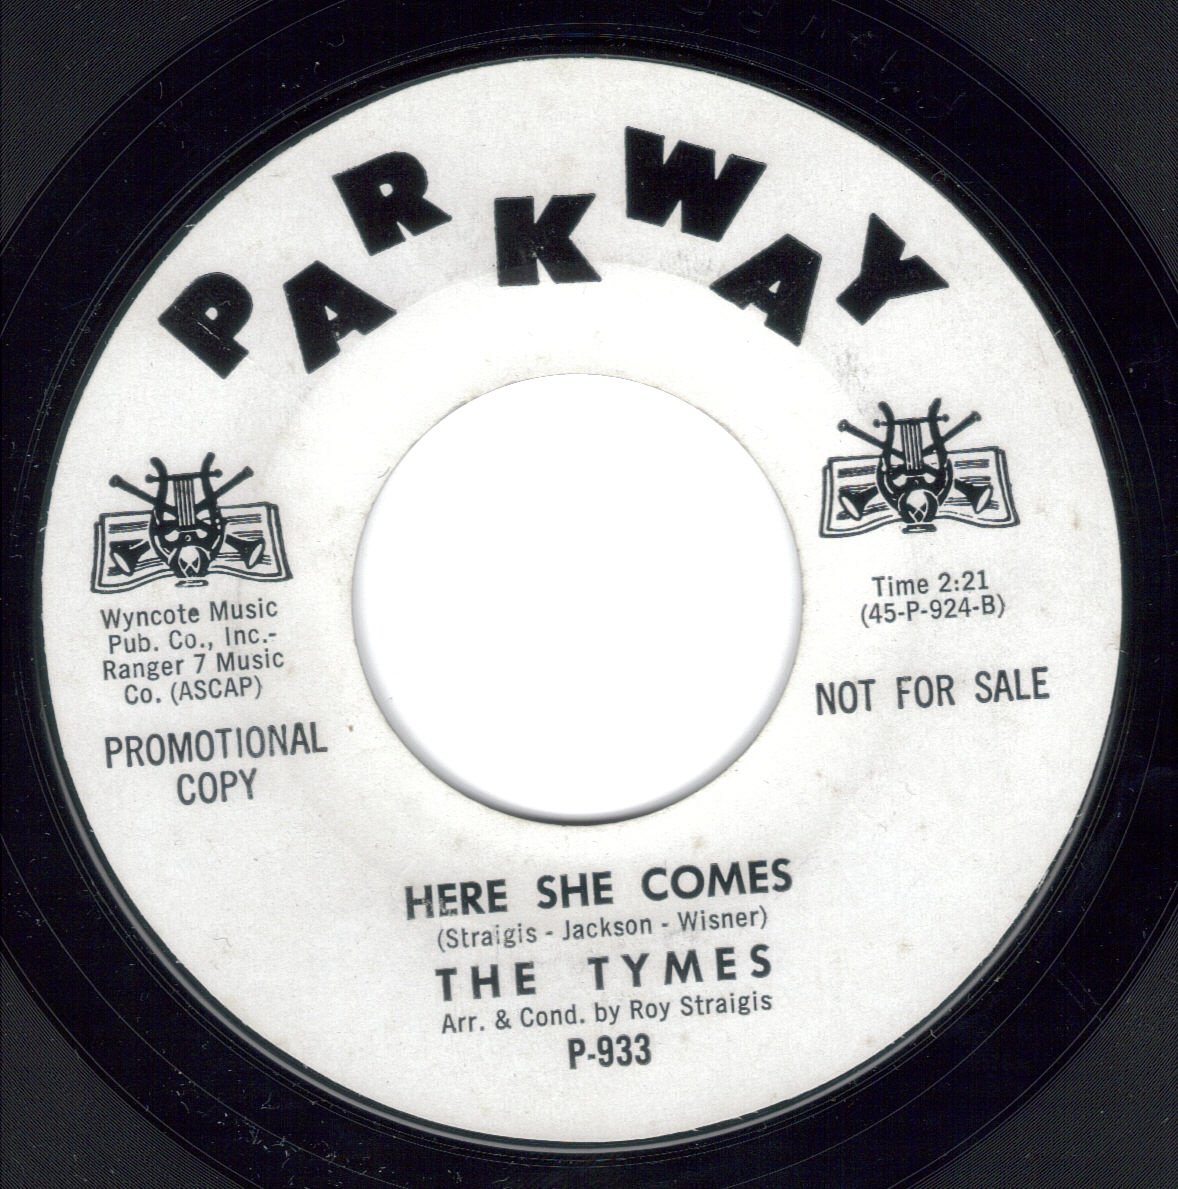 PARKWAY
Wyncote Music
Pub. Co., Inc.-
Ranger 7 Music
Co. (ASCAP)
PROMOTIONAL
COPY
Time 2:21
(45-P-924-B)
NOT FOR SALE
HERE SHE COMES
(Straigis - Jackson - Wisner)
THE TYMES
Arr. & Cond. by Roy Straigis
P-933